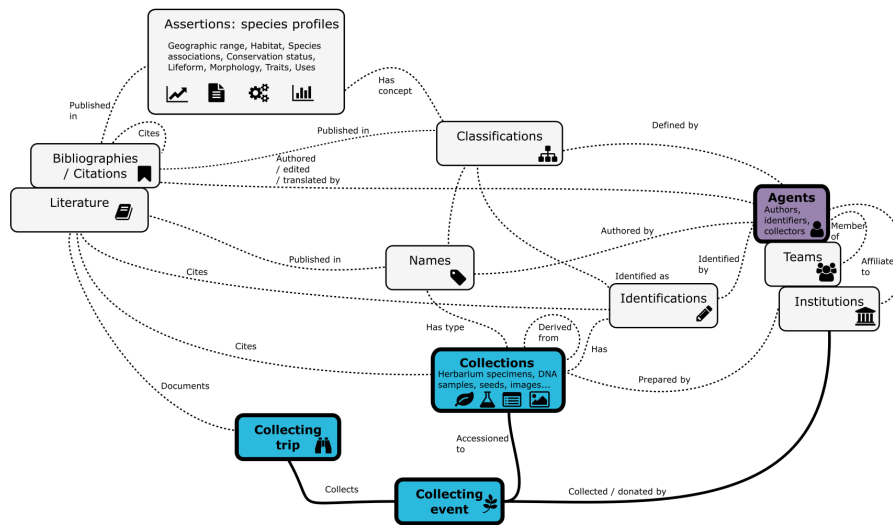 Assertions: species profiles
Geographic range, Habitat, Species
associations, Conservation status,
Lifeform, Morphology, Traits, Uses
Has
concept
Published
in
Cites
Published in
Classifications
Defined by
Bibliographies
/ Citations
Authored
/ edited
/ translated by
Literature
Agents
Authors,
identifiers,
collectors
Member
of
Teams
Affiliated
to
Institutions
Authored by
Names
Published in
Identified
by
Cites
Identified as
Identifications
Has type
Derived
from
Has
Collections
Herbarium specimens, DNA
samples, seeds, images...
Cites
Prepared by
Documents
Collecting
trip
Accessioned
to
Collects
Collecting
event
Collected / donated by